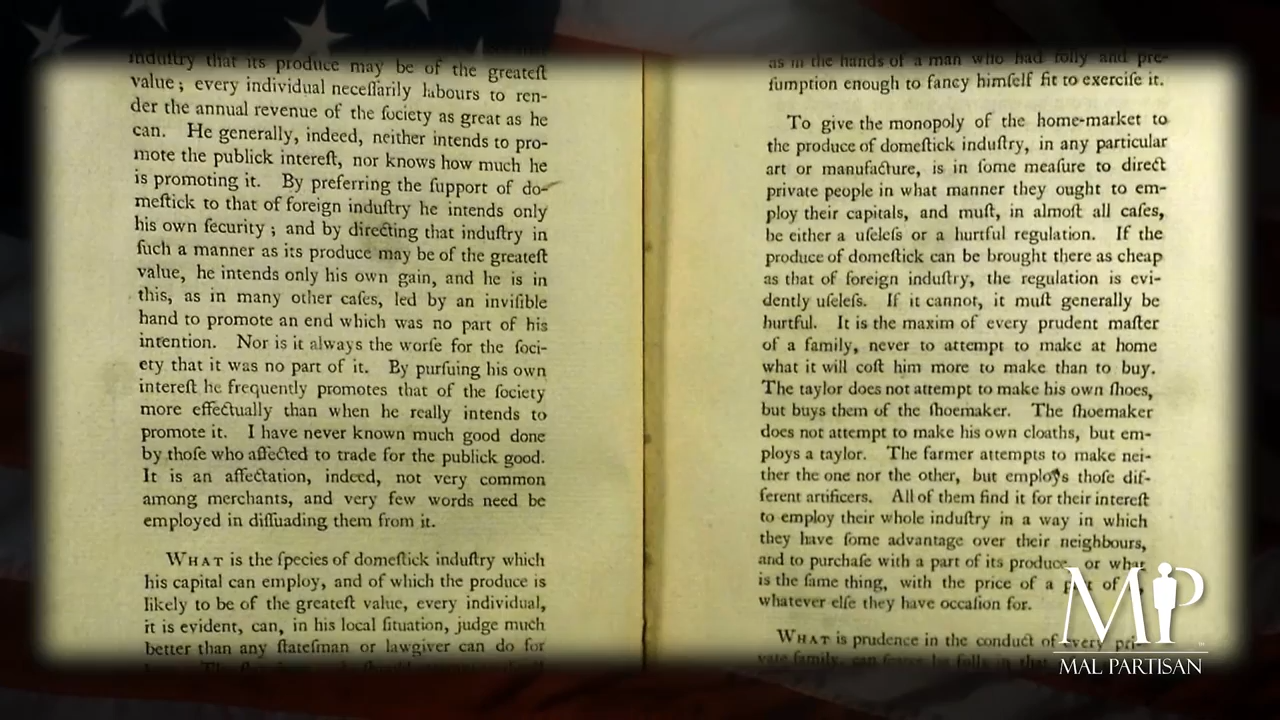 induſtry that its produce may be of the greateſt
value; every individual neceſſarily labours to ren-
der the annual revenue of the ſociety as great as he
can. He generally, indeed, neither intends to pro-
mote the publick intereſt, nor knows how much he
is promoting it. By preferring the ſupport of do-
meſtick to that of foreign induſtry he intends only
his own ſecurity; and by directing that induſtry in
ſuch a manner as its produce may be of the greateſt
value, he intends only his own gain, and he is in
this, as in many other caſes, led by an inviſible
hand to promote an end which was no part of his
intention. Nor is it always the worſe for the ſoci-
ety that it was no part of it. By purſuing his own
intereſt he frequently promotes that of the ſociety
more effectually than when he really intends to
promote it. I have never known much good done
by thoſe who affected to trade for the publick good.
It is an affectation, indeed, not very common
among merchants, and very few words need be
employed in diſſuading them from it.
WHAT is the ſpecies of domeſtick induſtry which
his capital can employ, and of which the produce is
likely to be of the greateſt value, every individual,
it is evident, can, in his local ſituation, judge much
better than any ſtateſman or lawgiver can do for
as in the hands of a man who had folly and pre-
ſumption enough to fancy himſelf fit to exerciſe it.
To give the monopoly of the home-market to
the produce of domeſtick induſtry, in any particular
art or manufacture, is in ſome meaſure to direct
private people in what manner they ought to em-
ploy their capitals, and muſt, in almoſt all caſes,
be either a uſeleſs or a hurtful regulation. If the
produce of domeſtick can be brought there as cheap
as that of foreign induſtry, the regulation is evi-
dently uſeleſs. If it cannot, it muſt generally be
hurtful. It is the maxim of every prudent maſter
of a family, never to attempt to make at home
what it will coſt him more to make than to buy.
The taylor does not attempt to make his own ſhoes,
but buys them of the ſhoemaker. The ſhoemaker
does not attempt to make his own cloaths, but em-
ploys a taylor. The farmer attempts to make nei-
ther the one nor the other, but employs thoſe dif-
ferent artificers. All of them find it for their intereſt
to employ their whole induſtry in a way in which
they have ſome advantage over their neighbours,
and to purchaſe with a part of its produce, or what
is the ſame thing, with the price of a part of
whatever elſe they have occaſion for.
WHAT is prudence in the conduct of every pri-
vate family, can
MP
MAL PARTISAN